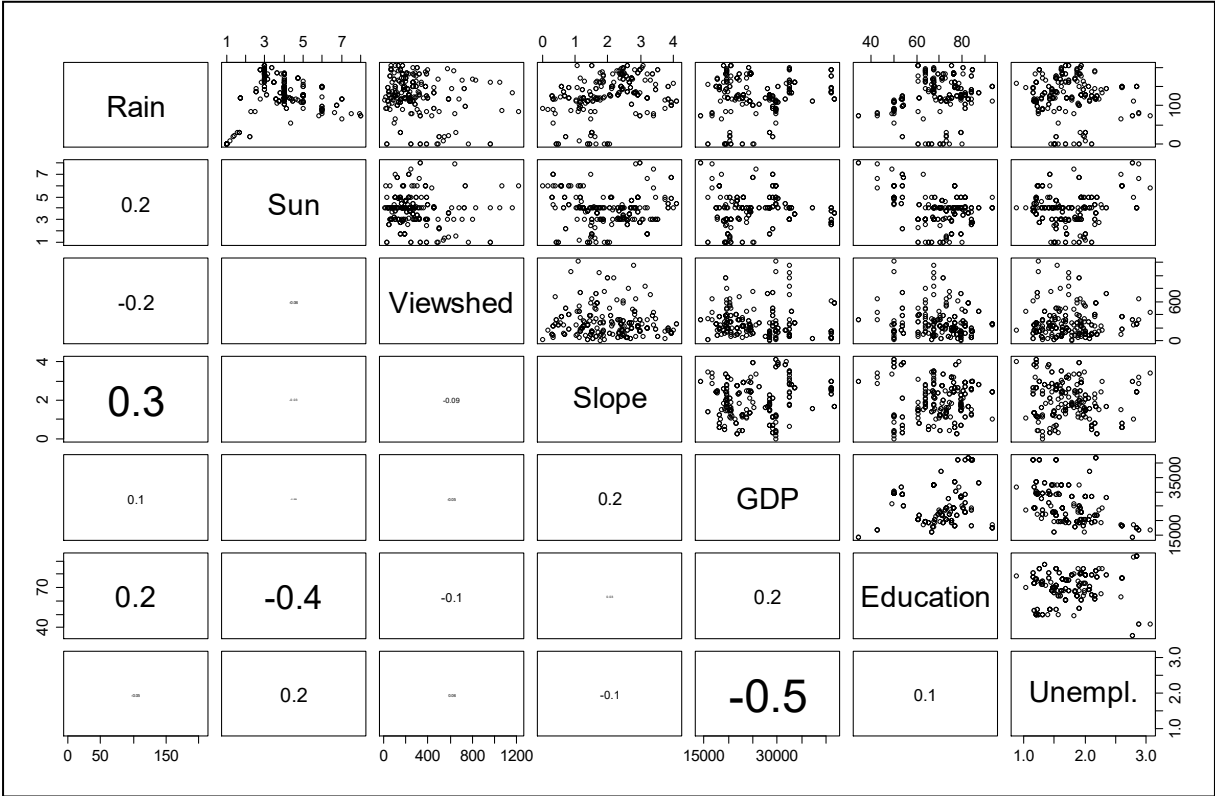 1 3 5 7 0 1 2 3 4 40 60 80
Rain 0 100
1 3 5 7 0.2 Sun
-0.2 Viewshed 0 600
0 2 4 0.3 -0.09 Slope
0.1 0.2 GDP 15000 35000
40 70 0.2 -0.4 -0.1 0.2 Education
0.2 -0.1 -0.5 0.1 Unempl. 1.0 2.0 3.0
0 50 150 0 400 800 1200 15000 30000 1.0 2.0 3.0